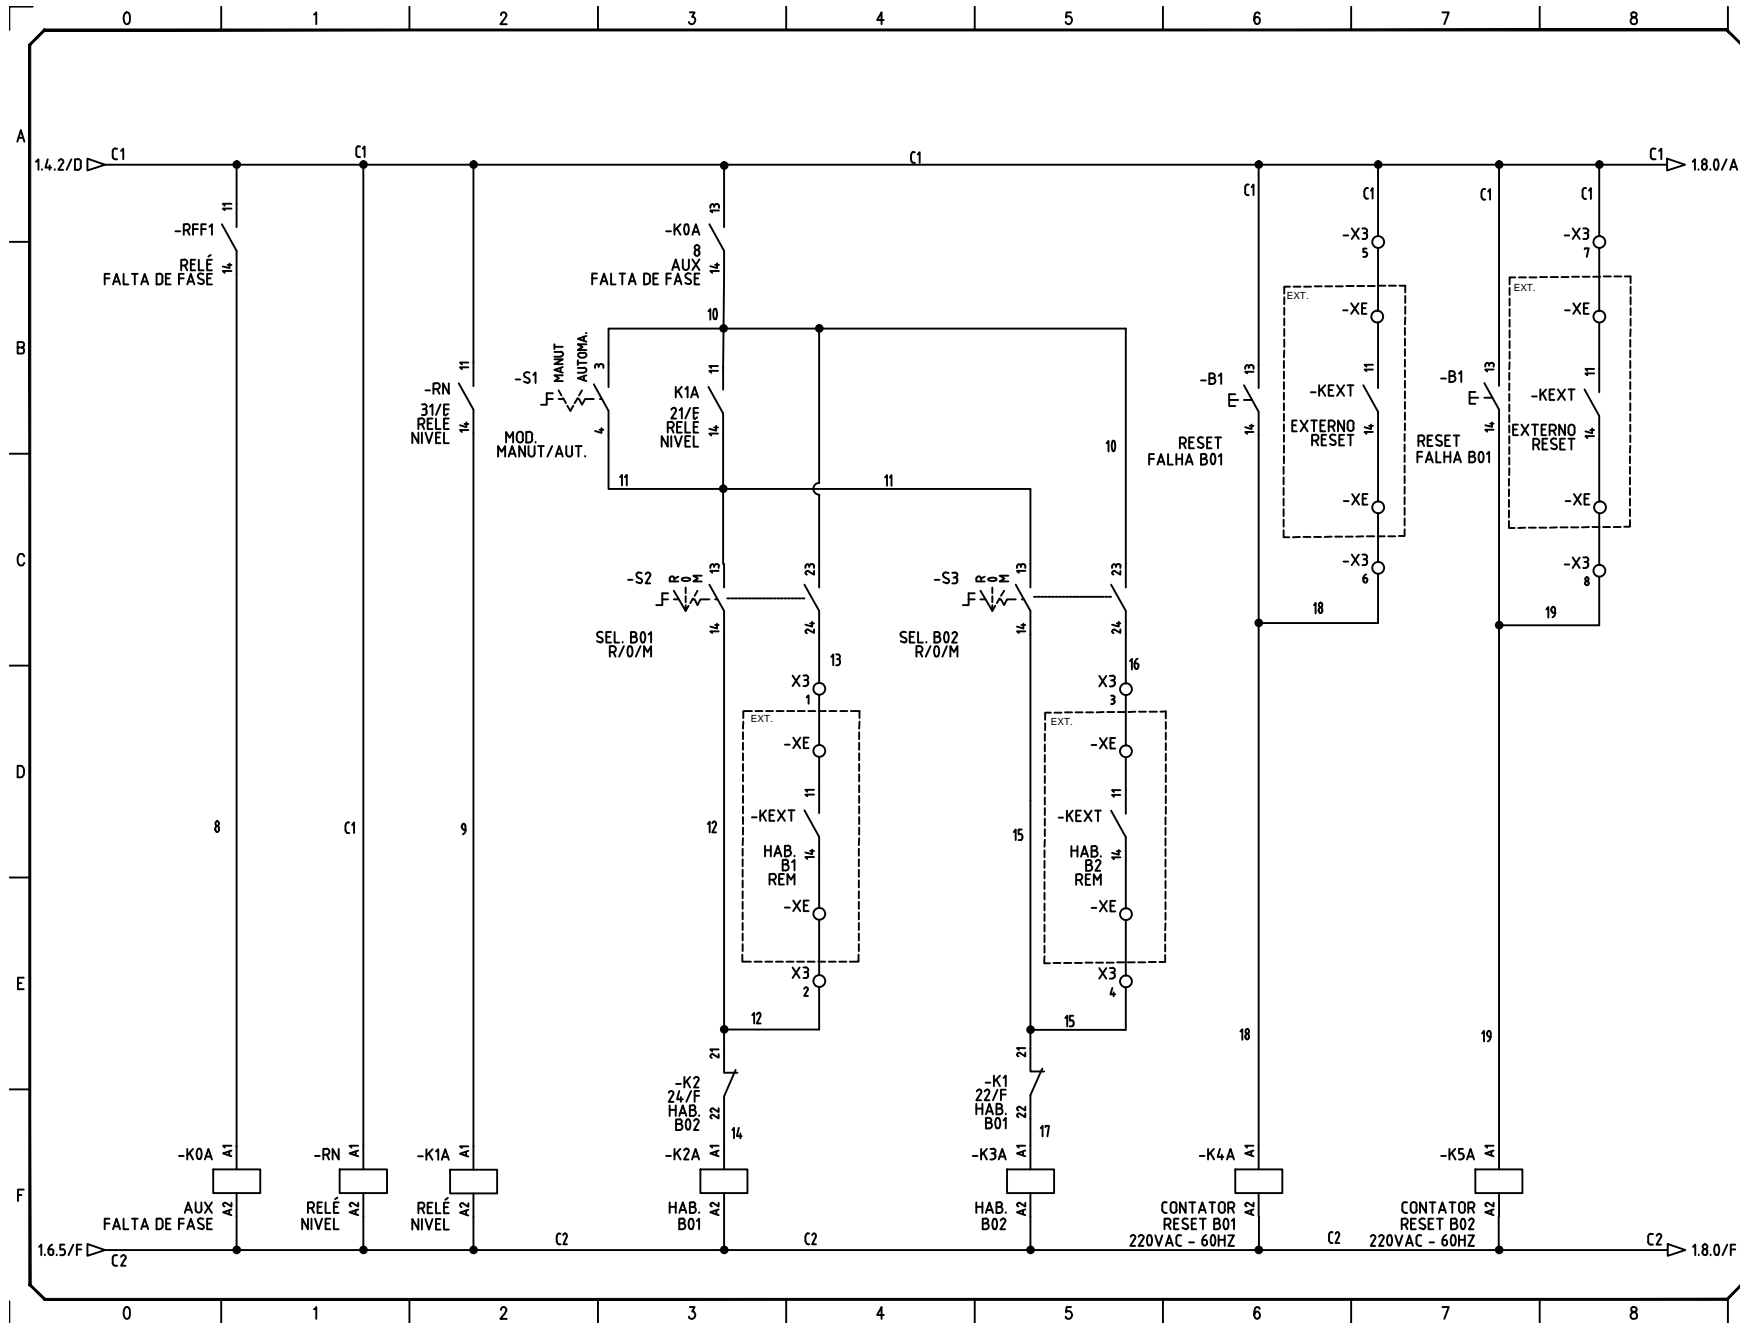 0 1 2 3 4 5 6 7 8
A
B
C
D
E
F
1.4.2/D
C1
C1
C1
C1
1.8.0/A
11
-RFF1
14
RELÉ
FALTA DE FASE
8
-K0A
A1
A2
AUX
FALTA DE FASE
C1
-RN
A1
A2
RELÉ
NIVEL
11
-RN
31/E
RELÉ
NIVEL
14
9
-K1A
A1
A2
RELÉ
NIVEL
13
-K0A
8
AUX
FALTA DE FASE
14
10
-S1
MANUT
AUTOMA.
3
4
MOD.
MANUT/AUT.
11
K1A
21/E
RELÉ
NIVEL
14
11
11
10
-S2
R
0
M
13
14
23
24
SEL. B01
R/0/M
13
X3
1
EXT.
-XE
11
-KEXT
14
HAB.
B1
REM
-XE
X3
2
12
12
21
-K2
24/F
HAB.
B02
22
14
-K2A
A1
A2
HAB.
B01
-S3
R
0
M
13
14
23
24
SEL. B02
R/0/M
16
X3
3
EXT.
-XE
11
-KEXT
14
HAB.
B2
REM
-XE
X3
4
15
15
21
-K1
22/F
HAB.
B01
22
17
-K3A
A1
A2
HAB.
B02
C1
13
-B1
14
RESET
FALHA B01
C1
-X3
5
EXT.
-XE
11
-KEXT
14
EXTERNO
RESET
-XE
-X3
6
18
18
-K4A
A1
A2
CONTATOR
RESET B01
220VAC - 60HZ
C1
13
-B1
14
RESET
FALHA B01
C1
-X3
7
EXT.
-XE
11
-KEXT
14
EXTERNO
RESET
-XE
-X3
8
19
19
-K5A
A1
A2
CONTATOR
RESET B02
220VAC - 60HZ
1.6.5/F
C2
C2
C2
C2
C2
1.8.0/F
0 1 2 3 4 5 6 7 8